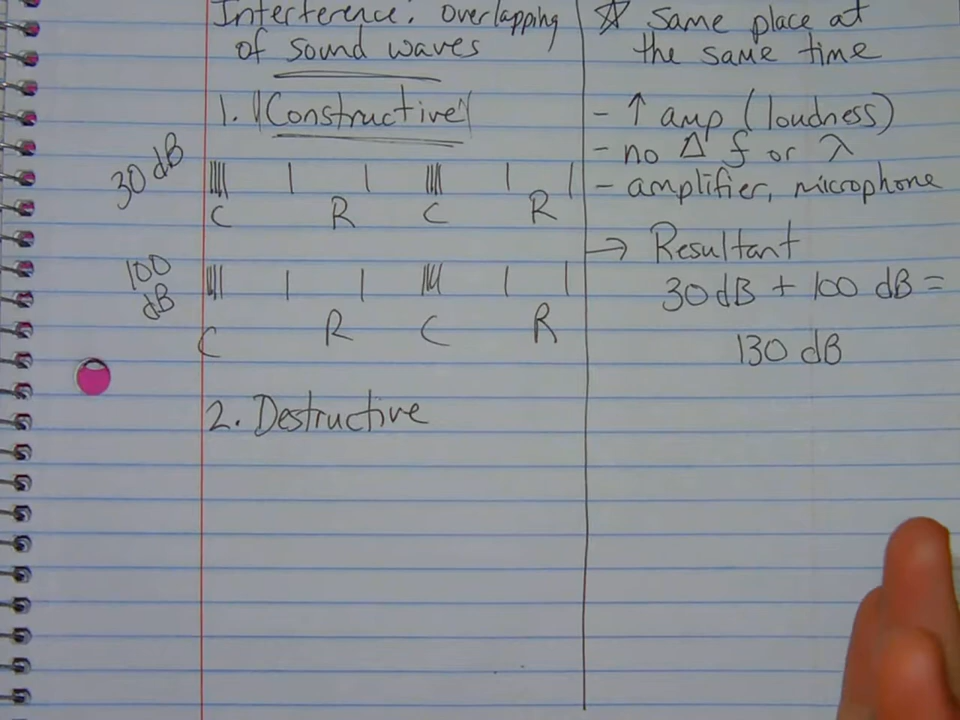 Interference: overlapping
of sound waves
1. Constructive
30 dB
C R C R
100
dB
C R C R
2. Destructive
☆ Same place at
the same time
- ↑ amp (loudness)
- no Δ f or λ
- amplifier, microphone
→ Resultant
30 dB + 100 dB =
130 dB